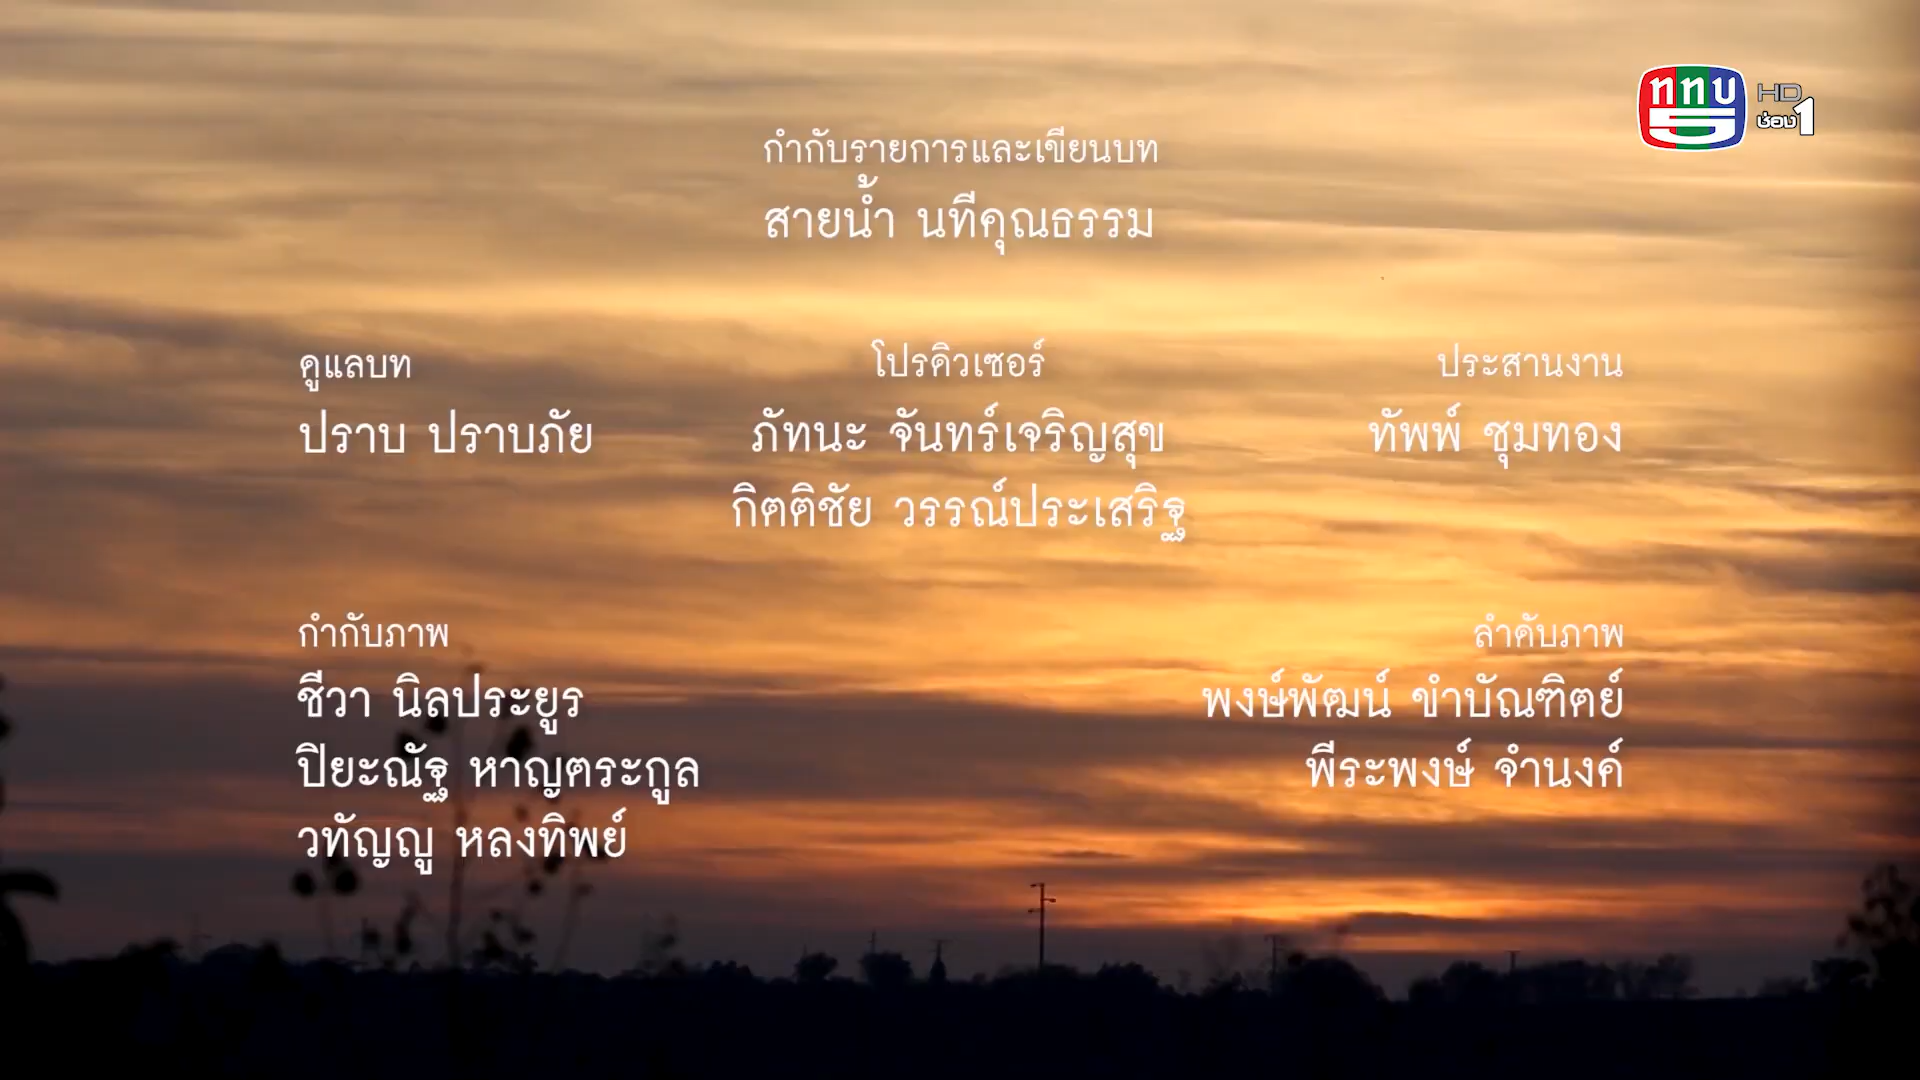 ททบ
5
HD
ช่อง1
กำกับรายการและเขียนบท
สายน้ำ นทีคุณธรรม
ดูแลบท
ปราบ ปราบภัย
โปรดิวเซอร์
ภัทนะ จันทร์เจริญสุข
กิตติชัย วรรณ์ประเสริฐ
ประสานงาน
ทัพพ์ ชุมทอง
กำกับภาพ
ชีวา นิลประยูร
ปิยะณัฐ หาญตระกูล
วทัญญู หลงทิพย์
ลำดับภาพ
พงษ์พัฒน์ ขำบัณฑิตย์
พีระพงษ์ จำนงค์